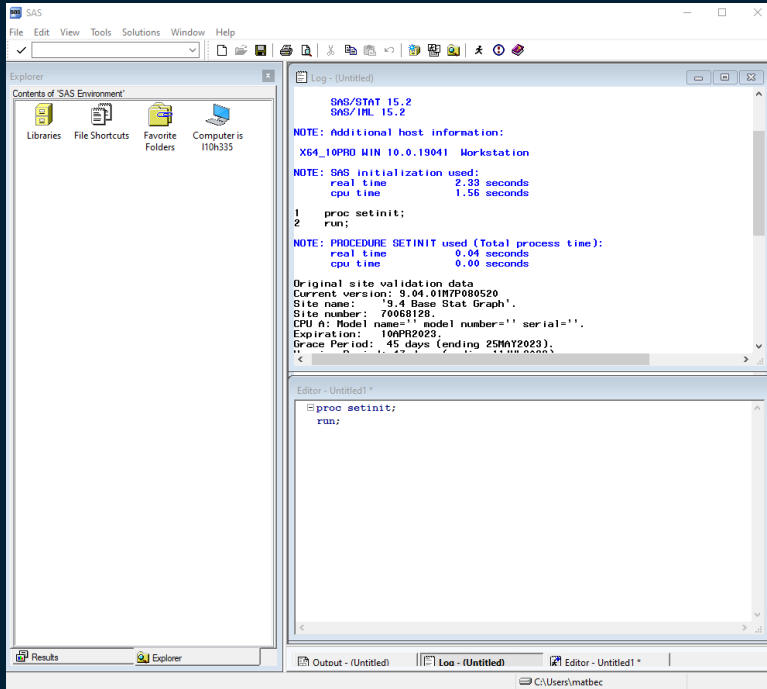 SAS
File Edit View Tools Solutions Window Help
Explorer
Contents of 'SAS Environment'
Libraries
File Shortcuts
Favorite Folders
Computer is l10h335
Log - (Untitled)
SAS/STAT 15.2
SAS/IML 15.2
NOTE: Additional host information:
X64_10PRO WIN 10.0.19041 Workstation
NOTE: SAS initialization used:
real time 2.33 seconds
cpu time 1.56 seconds
1 proc setinit;
2 run;
NOTE: PROCEDURE SETINIT used (Total process time):
real time 0.04 seconds
cpu time 0.00 seconds
Original site validation data
Current version: 9.04.01M7P080520
Site name: '9.4 Base Stat Graph'.
Site number: 70068128.
CPU A: Model name='' model number='' serial=''.
Expiration: 10APR2023.
Grace Period: 45 days (ending 25MAY2023).
Editor - Untitled1 *
proc setinit;
run;
Results
Explorer
Output - (Untitled)
Log - (Untitled)
Editor - Untitled1 *
C:\Users\matbec